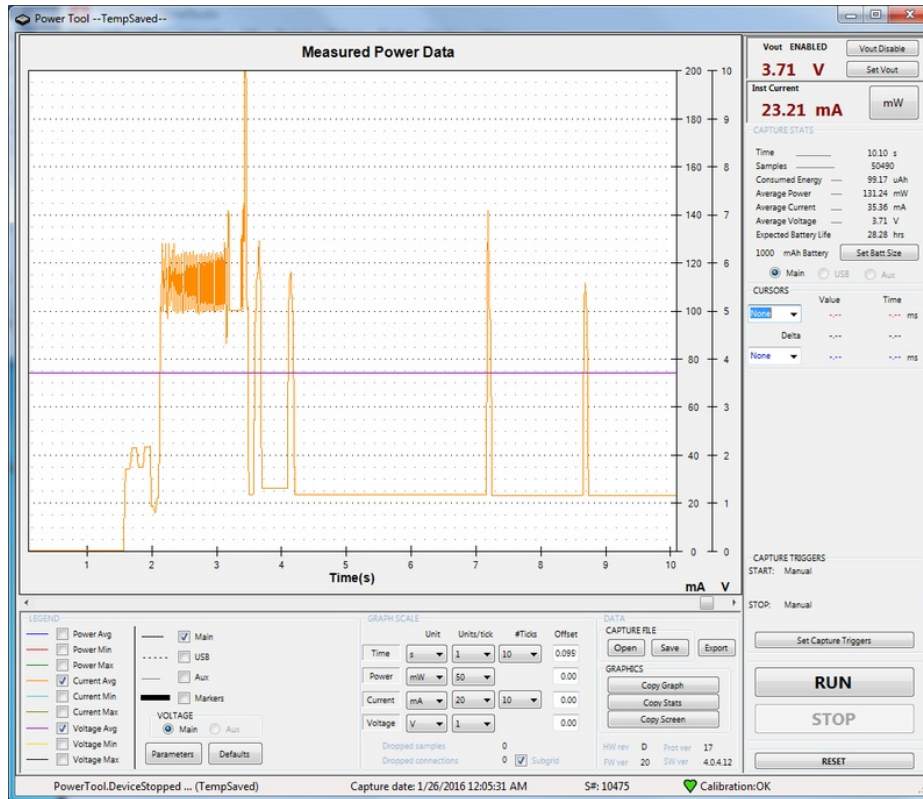 Power Tool --TempSaved--
Measured Power Data
200 10
180 9
160 8
140 7
120 6
100 5
80 4
60 3
40 2
20 1
0 0
1 2 3 4 5 6 7 8 9 10
Time(s)
mA V
Vout ENABLED Vout Disable
3.71 V Set Vout
Inst Current
23.21 mA mW
CAPTURE STATS
Time 10.10 s
Samples 50490
Consumed Energy 99.17 uAh
Average Power 131.24 mW
Average Current 35.36 mA
Average Voltage 3.71 V
Expected Battery Life 28.28 hrs
1000 mAh Battery Set Batt Size
Main USB Aux
CURSORS
Value Time
None -.-- -.-- ms
Delta -.-- -.--
None -.-- -.-- ms
CAPTURE TRIGGERS
START: Manual
STOP: Manual
Set Capture Triggers
RUN
STOP
RESET
LEGEND
Power Avg
Power Min
Power Max
Current Avg
Current Min
Current Max
Voltage Avg
Voltage Min
Voltage Max
Main
USB
Aux
Markers
VOLTAGE
Main Aux
Parameters Defaults
GRAPH SCALE
Unit Units/tick #Ticks Offset
Time s 1 10 0.095
Power mW 50 0.00
Current mA 20 10 0.00
Voltage V 1 0.00
Dropped samples 0
Dropped connections 0 Subgrid
DATA
CAPTURE FILE
Open Save Export
GRAPHICS
Copy Graph
Copy Stats
Copy Screen
HW rev D Prot ver 17
FW ver 20 SW ver 4.0.4.12
PowerTool.DeviceStopped ... (TempSaved) Capture date: 1/26/2016 12:05:31 AM S#: 10475 Calibration:OK